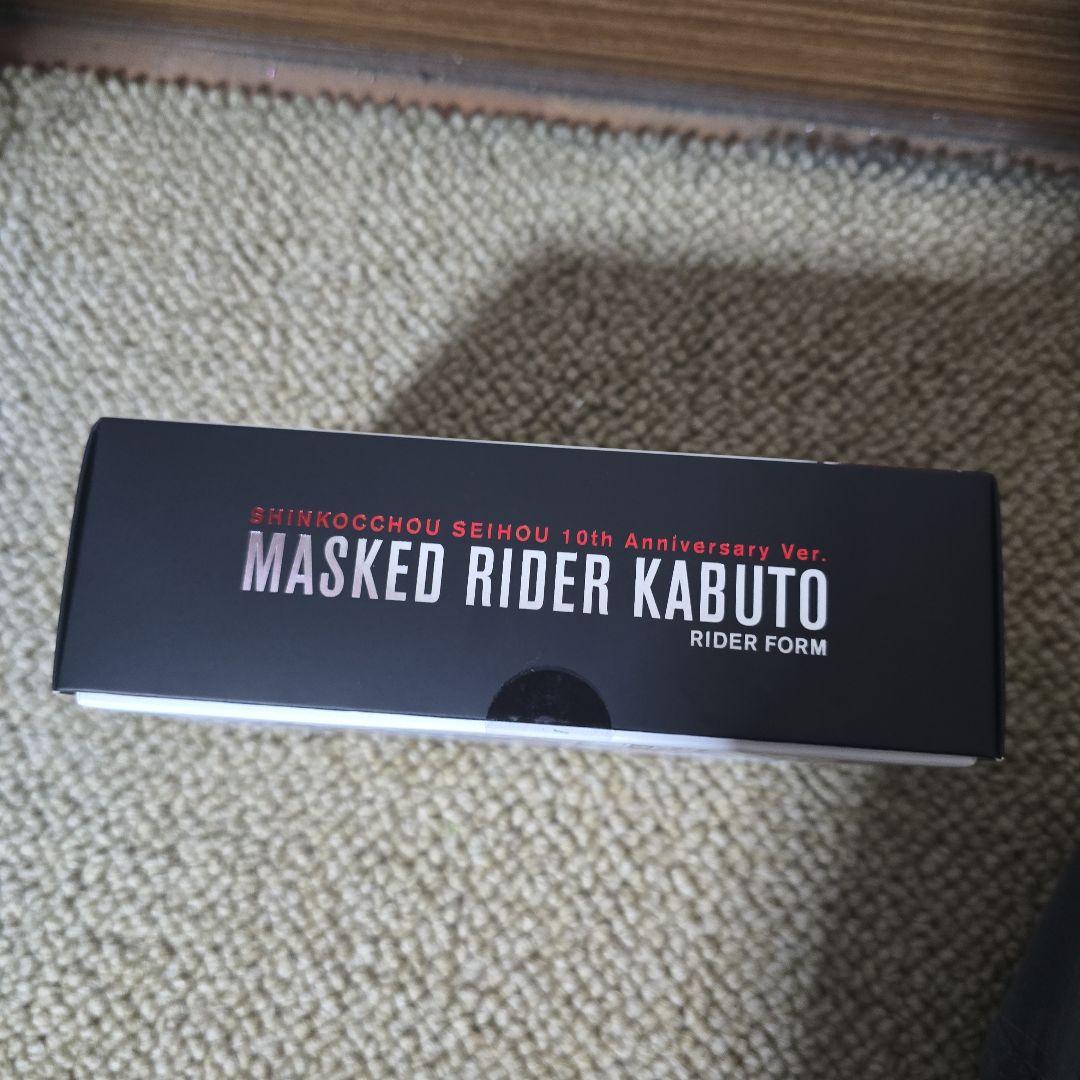 SHINKOCCHOU SEIHOU 10th Anniversary Ver.
MASKED RIDER KABUTO
RIDER FORM